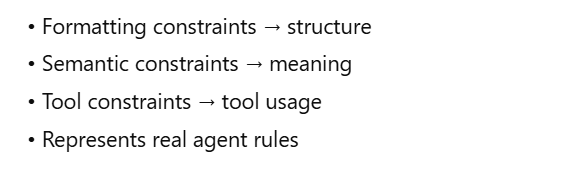 • Formatting constraints → structure
• Semantic constraints → meaning
• Tool constraints → tool usage
• Represents real agent rules